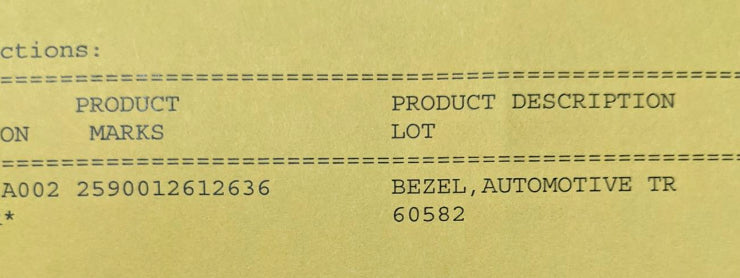 ctions:
================================================
PRODUCT PRODUCT DESCRIPTION
ON MARKS LOT
================================================
A002 2590012612636 BEZEL,AUTOMOTIVE TR
* 60582